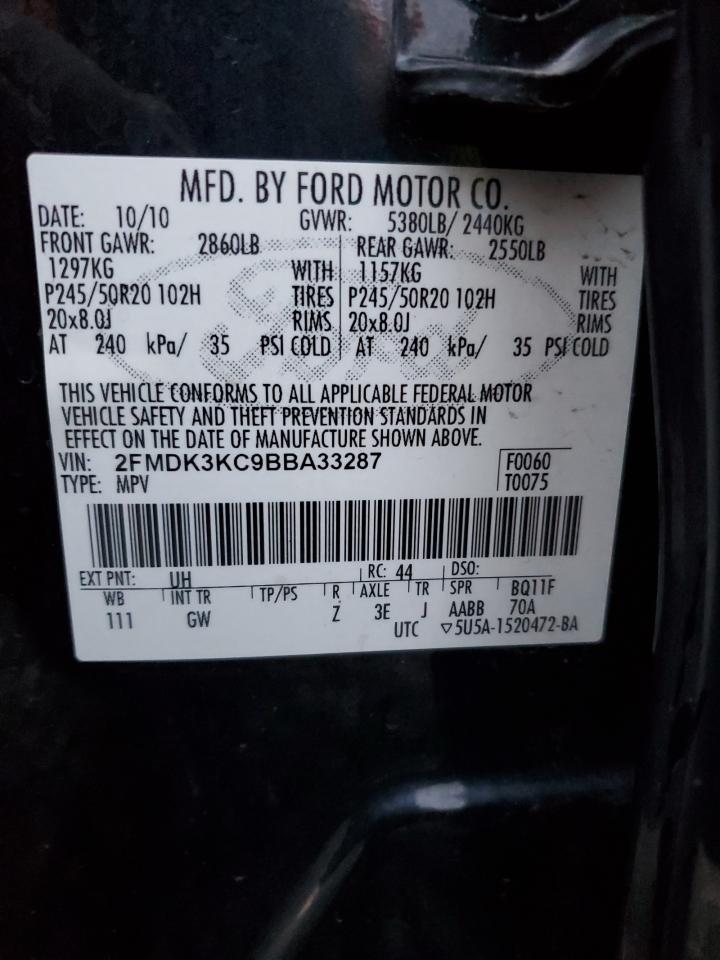 MFD. BY FORD MOTOR CO.
DATE: 10/10 GVWR: 5380LB/ 2440KG
FRONT GAWR: 2860LB REAR GAWR: 2550LB
1297KG WITH 1157KG WITH
P245/50R20 102H TIRES P245/50R20 102H TIRES
20x8.0J RIMS 20x8.0J RIMS
AT 240 kPa/ 35 PSI COLD AT 240 kPa/ 35 PSI COLD
THIS VEHICLE CONFORMS TO ALL APPLICABLE FEDERAL MOTOR
VEHICLE SAFETY AND THEFT PREVENTION STANDARDS IN
EFFECT ON THE DATE OF MANUFACTURE SHOWN ABOVE.
VIN: 2FMDK3KC9BBA33287 F0060
TYPE: MPV T0075
EXT PNT: UH RC: 44 DSO:
WB INT TR TP/PS R AXLE TR SPR BQ11F
111 GW Z 3E J AABB 70A
UTC ▽5U5A-1520472-BA